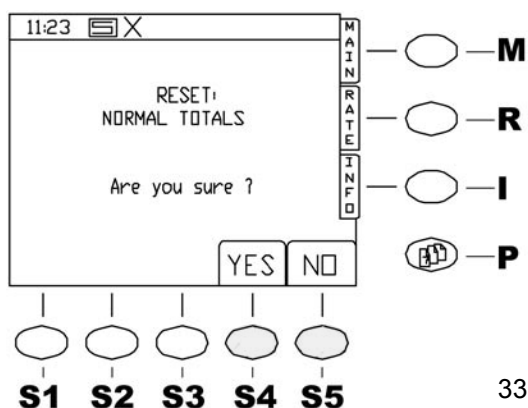 11:23 S X
MAIN
M
RESET:
NORMAL TOTALS
RATE
R
Are you sure ?
INFO
I
P
YES NO
S1 S2 S3 S4 S5
33